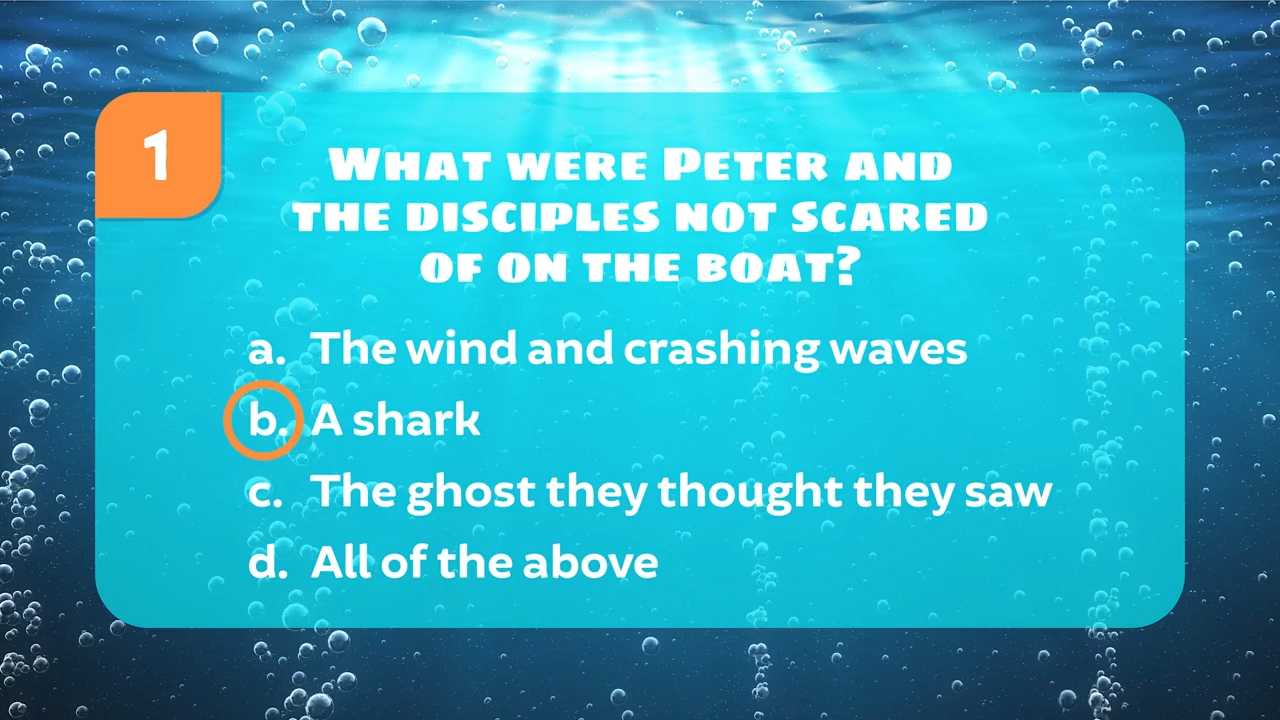 1
What were Peter and
the disciples not scared
of on the boat?
a. The wind and crashing waves
b. A shark
c. The ghost they thought they saw
d. All of the above